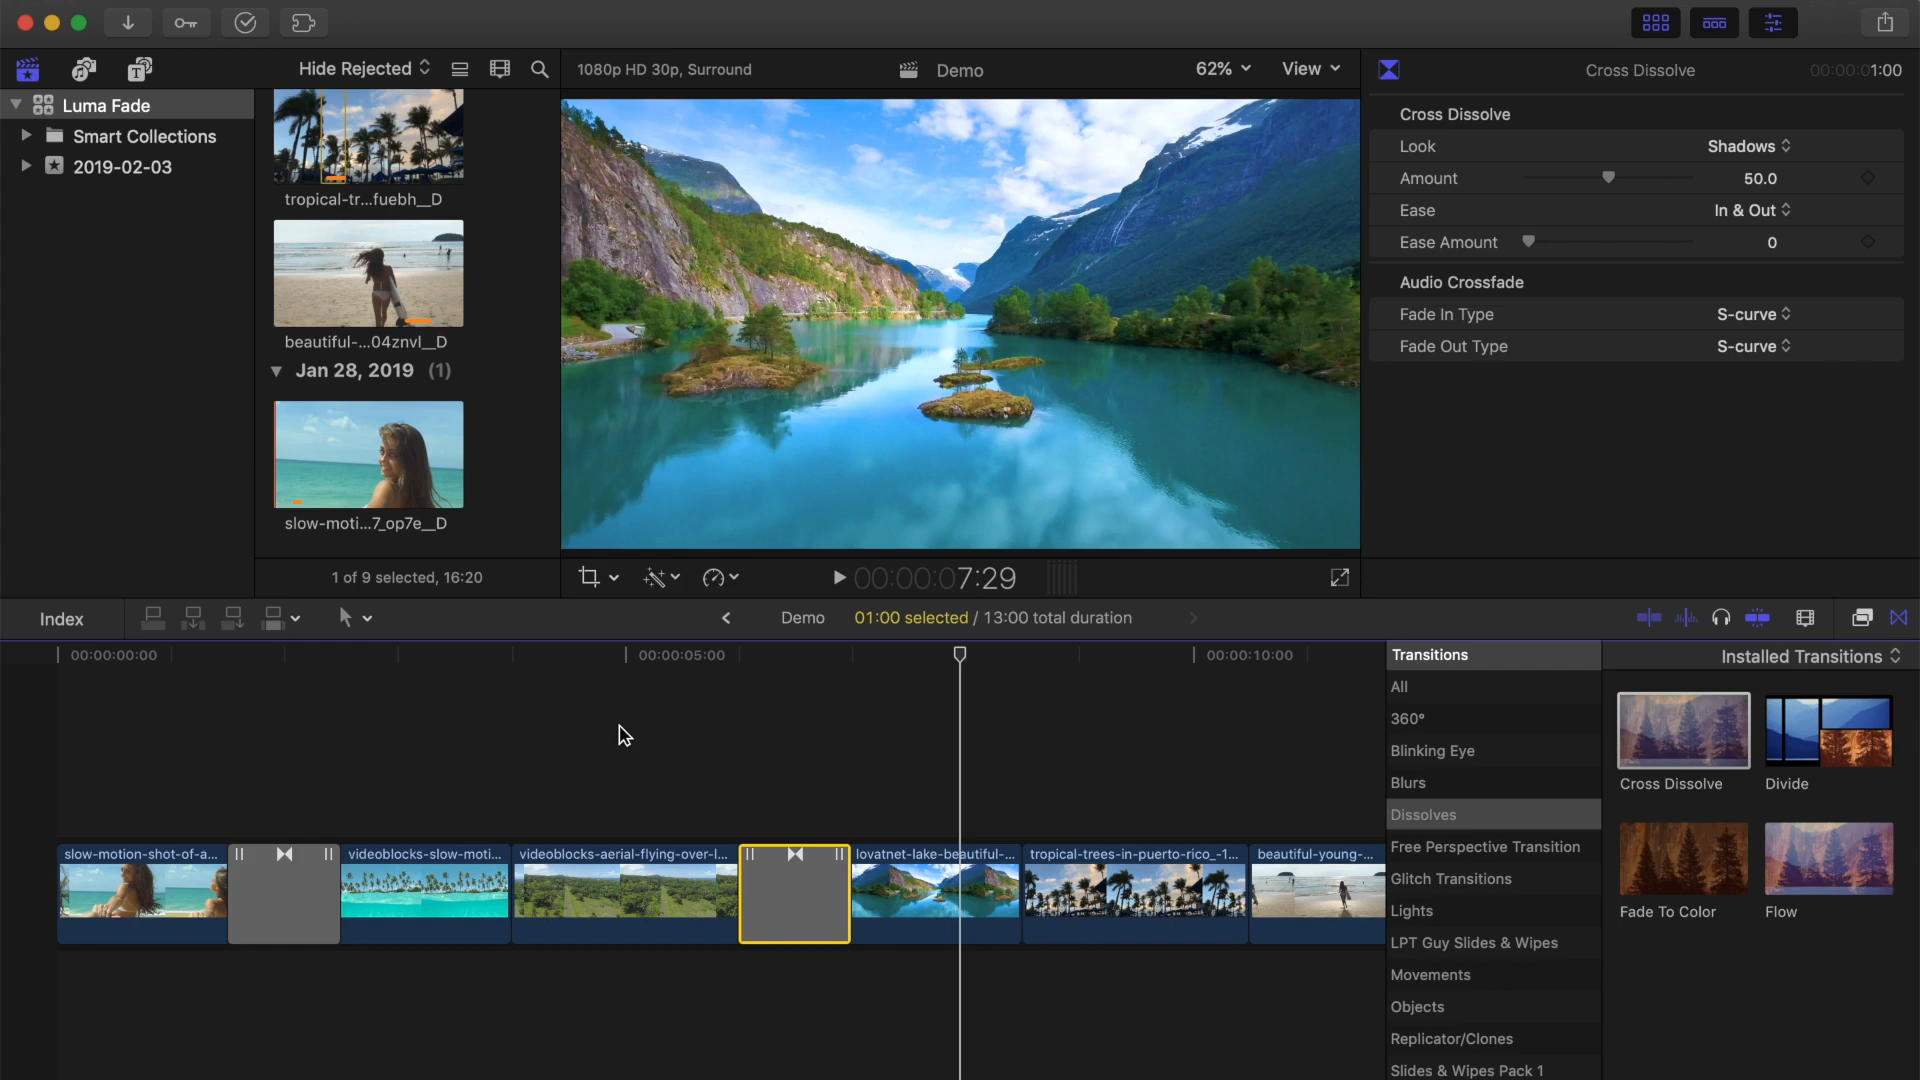 Hide Rejected
1080p HD 30p, Surround
Demo
62%
View
Cross Dissolve
00:00:01:00
Luma Fade
Smart Collections
2019-02-03
tropical-tr...fuebh__D
beautiful-...04znvl__D
Jan 28, 2019 (1)
slow-moti...7_op7e__D
1 of 9 selected, 16:20
00:00:07:29
Cross Dissolve
Look
Shadows
Amount
50.0
Ease
In & Out
Ease Amount
0
Audio Crossfade
Fade In Type
S-curve
Fade Out Type
S-curve
Index
Demo
01:00 selected / 13:00 total duration
00:00:00:00
00:00:05:00
00:00:10:00
slow-motion-shot-of-a...
videoblocks-slow-moti...
videoblocks-aerial-flying-over-l...
lovatnet-lake-beautiful-...
tropical-trees-in-puerto-rico_-1...
beautiful-young-...
Transitions
All
360°
Blinking Eye
Blurs
Dissolves
Free Perspective Transition
Glitch Transitions
Lights
LPT Guy Slides & Wipes
Movements
Objects
Replicator/Clones
Slides & Wipes Pack 1
Installed Transitions
Cross Dissolve
Divide
Fade To Color
Flow